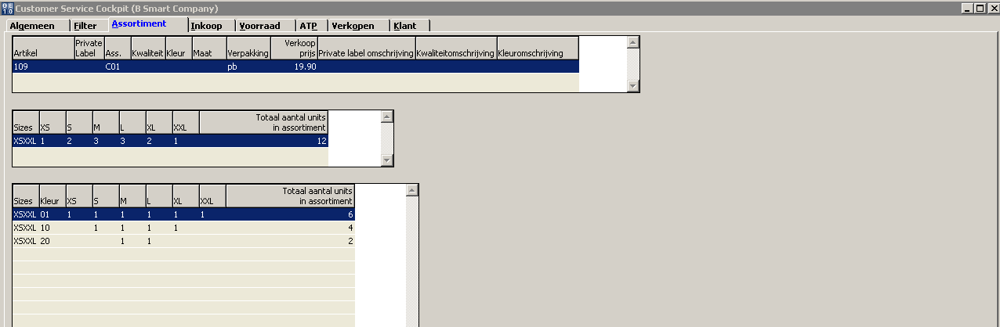 OE 10 Customer Service Cockpit (B Smart Company)
Algemeen Filter Assortiment Inkoop Voorraad ATP Verkopen Klant
Artikel Private Label Ass. Kwaliteit Kleur Maat Verpakking Verkoop prijs Private label omschrijving Kwaliteitomschrijving Kleuromschrijving
109 C01 pb 19.90
Sizes XS S M L XL XXL Totaal aantal units in assortiment
XSXXL 1 2 3 3 2 1 12
Sizes Kleur XS S M L XL XXL Totaal aantal units in assortiment
XSXXL 01 1 1 1 1 1 1 6
XSXXL 10 1 1 1 1 4
XSXXL 20 1 1 2